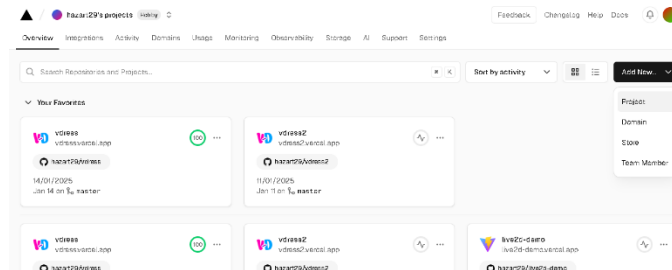 hazart29's projects Hobby
Feedback Changelog Help Docs
Overview Integrations Activity Domains Usage Monitoring Observability Storage AI Support Settings
Search Repositories and Projects... ⌘ K Sort by activity Add New...
Project
Domain
Store
Team Member
Your Favorites
vdress
vdress.vercel.app
100
hazart29/vdress
14/01/2025
Jan 14 on master
vdress2
vdress2.vercel.app
hazart29/vdress2
11/01/2025
Jan 11 on master
vdress
vdress.vercel.app
100
hazart29/vdress
vdress2
vdress2.vercel.app
hazart29/vdress2
live2d-demo
live2d-demo.vercel.app
hazart29/live2d-demo